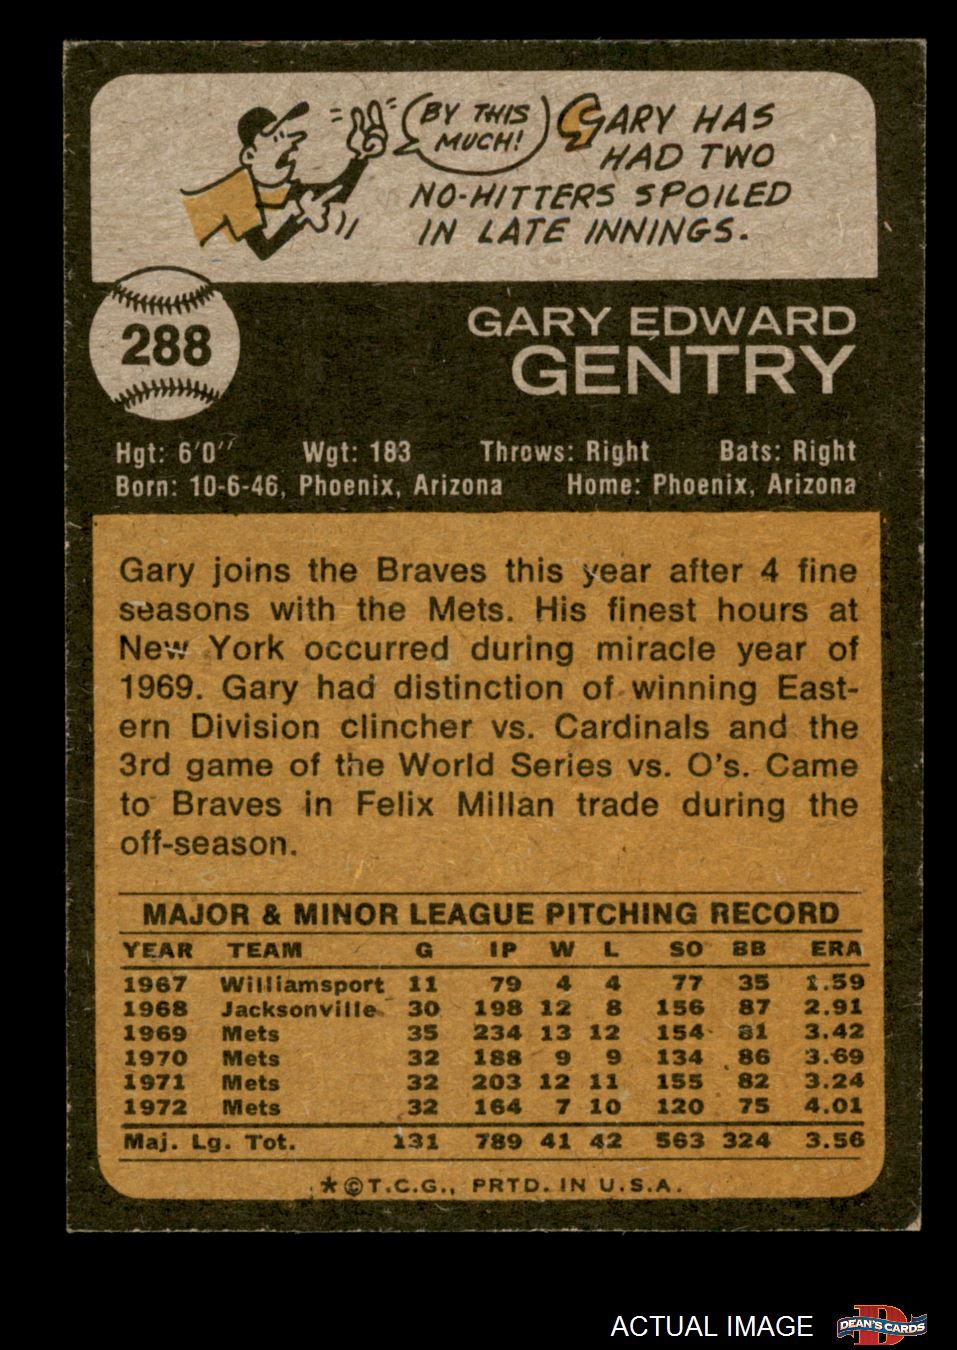 BY THIS
MUCH!
GARY HAS
HAD TWO
NO-HITTERS SPOILED
IN LATE INNINGS.
288
GARY EDWARD
GENTRY
Hgt: 6'0" Wgt: 183 Throws: Right Bats: Right
Born: 10-6-46, Phoenix, Arizona Home: Phoenix, Arizona
Gary joins the Braves this year after 4 fine
seasons with the Mets. His finest hours at
New York occurred during miracle year of
1969. Gary had distinction of winning East-
ern Division clincher vs. Cardinals and the
3rd game of the World Series vs. O's. Came
to Braves in Felix Millan trade during the
off-season.
MAJOR & MINOR LEAGUE PITCHING RECORD
YEAR TEAM G IP W L SO BB ERA
1967 Williamsport 11 79 4 4 77 35 1.59
1968 Jacksonville 30 198 12 8 156 87 2.91
1969 Mets 35 234 13 12 154 81 3.42
1970 Mets 32 188 9 9 134 86 3.69
1971 Mets 32 203 12 11 155 82 3.24
1972 Mets 32 164 7 10 120 75 4.01
Maj. Lg. Tot. 131 789 41 42 563 324 3.56
*©T.C.G., PRTD. IN U.S.A.
ACTUAL IMAGE
D
DEAN'S CARDS